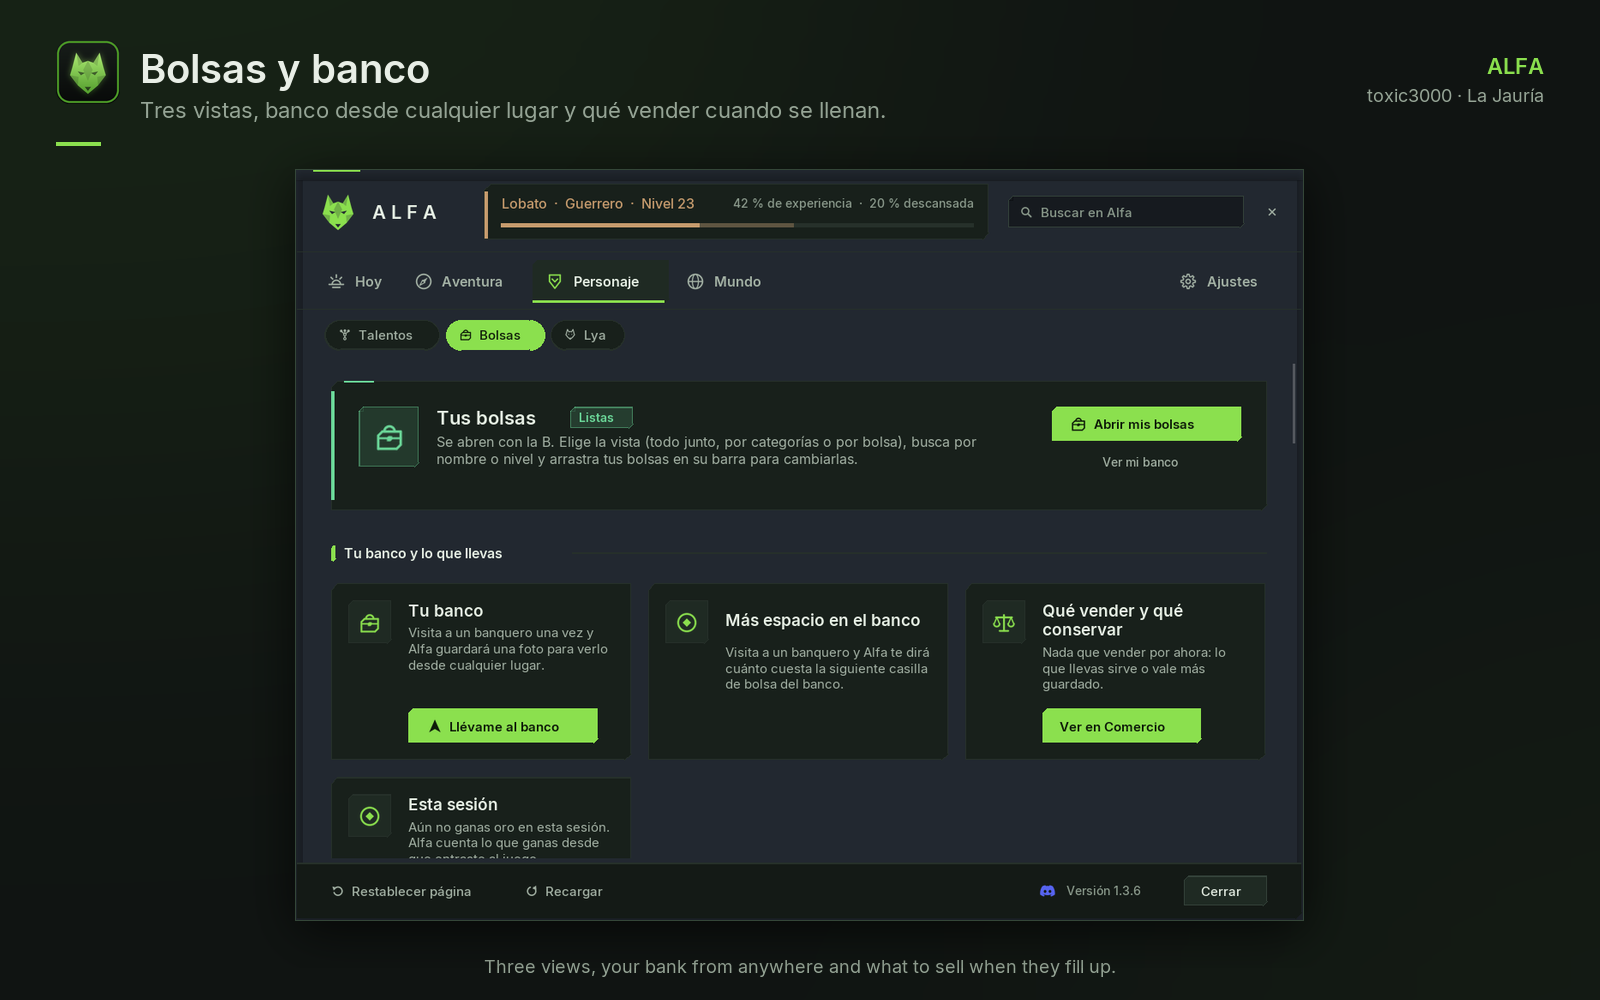 Bolsas y banco
Tres vistas, banco desde cualquier lugar y qué vender cuando se llenan.
ALFA
toxic3000 · La Jauría
ALFA
Lobato · Guerrero · Nivel 23
42 % de experiencia · 20 % descansada
Buscar en Alfa
×
Hoy
Aventura
Personaje
Mundo
Ajustes
Talentos
Bolsas
Lya
Tus bolsas
Listas
Se abren con la B. Elige la vista (todo junto, por categorías o por bolsa), busca por
nombre o nivel y arrastra tus bolsas en su barra para cambiarlas.
Abrir mis bolsas
Ver mi banco
Tu banco y lo que llevas
Tu banco
Visita a un banquero una vez y
Alfa guardará una foto para verlo
desde cualquier lugar.
Llévame al banco
Más espacio en el banco
Visita a un banquero y Alfa te dirá
cuánto cuesta la siguiente casilla
de bolsa del banco.
Qué vender y qué
conservar
Nada que vender por ahora: lo
que llevas sirve o vale más
guardado.
Ver en Comercio
Esta sesión
Aún no ganas oro en esta sesión.
Alfa cuenta lo que ganas desde
que entraste al juego.
Restablecer página
Recargar
Versión 1.3.6
Cerrar
Three views, your bank from anywhere and what to sell when they fill up.